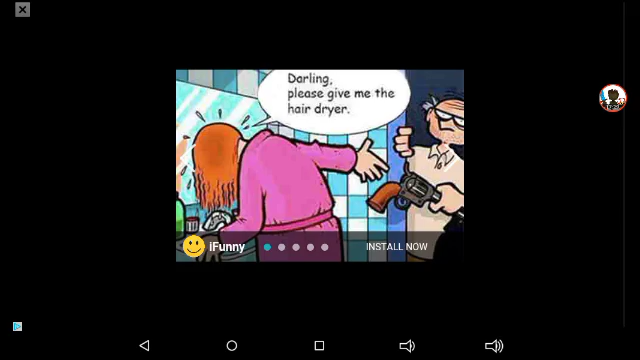 Darling,
please give me the
hair dryer.
iFunny
INSTALL NOW